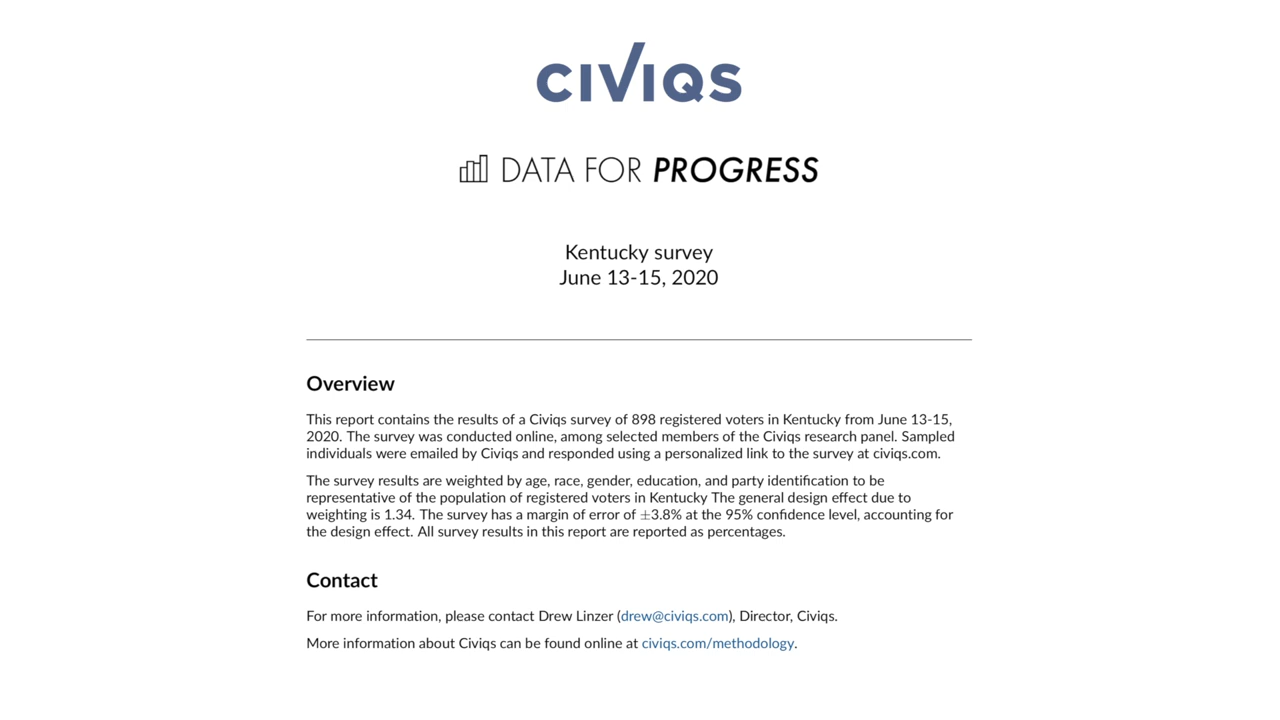 CIVIQS
DATA FOR PROGRESS
Kentucky survey
June 13-15, 2020
Overview
This report contains the results of a Civiqs survey of 898 registered voters in Kentucky from June 13-15,
2020. The survey was conducted online, among selected members of the Civiqs research panel. Sampled
individuals were emailed by Civiqs and responded using a personalized link to the survey at civiqs.com.
The survey results are weighted by age, race, gender, education, and party identification to be
representative of the population of registered voters in Kentucky The general design effect due to
weighting is 1.34. The survey has a margin of error of ±3.8% at the 95% confidence level, accounting for
the design effect. All survey results in this report are reported as percentages.
Contact
For more information, please contact Drew Linzer (drew@civiqs.com), Director, Civiqs.
More information about Civiqs can be found online at civiqs.com/methodology.